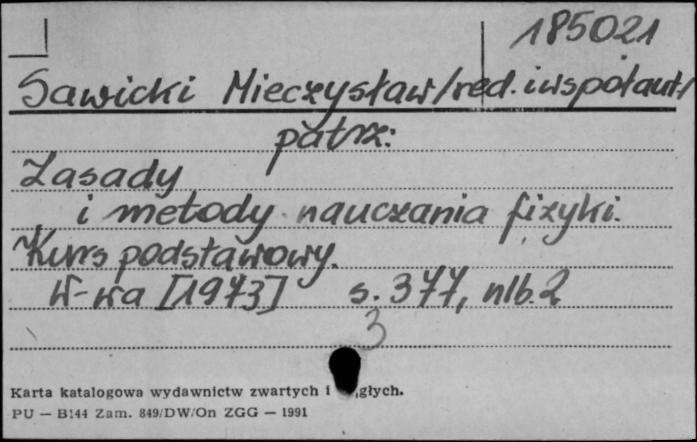 185021
Sawicki Mieczysław/red. i współaut./
patrz:
Zasady
i metody nauczania fizyki.
Kurs podstawowy.
W-wa [1973] s. 377, nlb. 2
3
Karta katalogowa wydawnictw zwartych i głych.
PU — B144 Zam. 849/DW/On ZGG — 1991